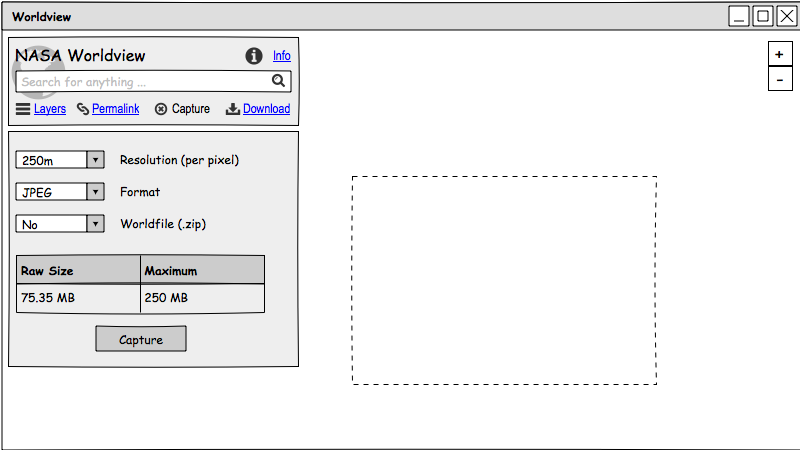 Worldview
NASA Worldview
Info
Search for anything ...
Layers Permalink Capture Download
250m Resolution (per pixel)
JPEG Format
No Worldfile (.zip)
Raw Size Maximum
75.35 MB 250 MB
Capture
+
-